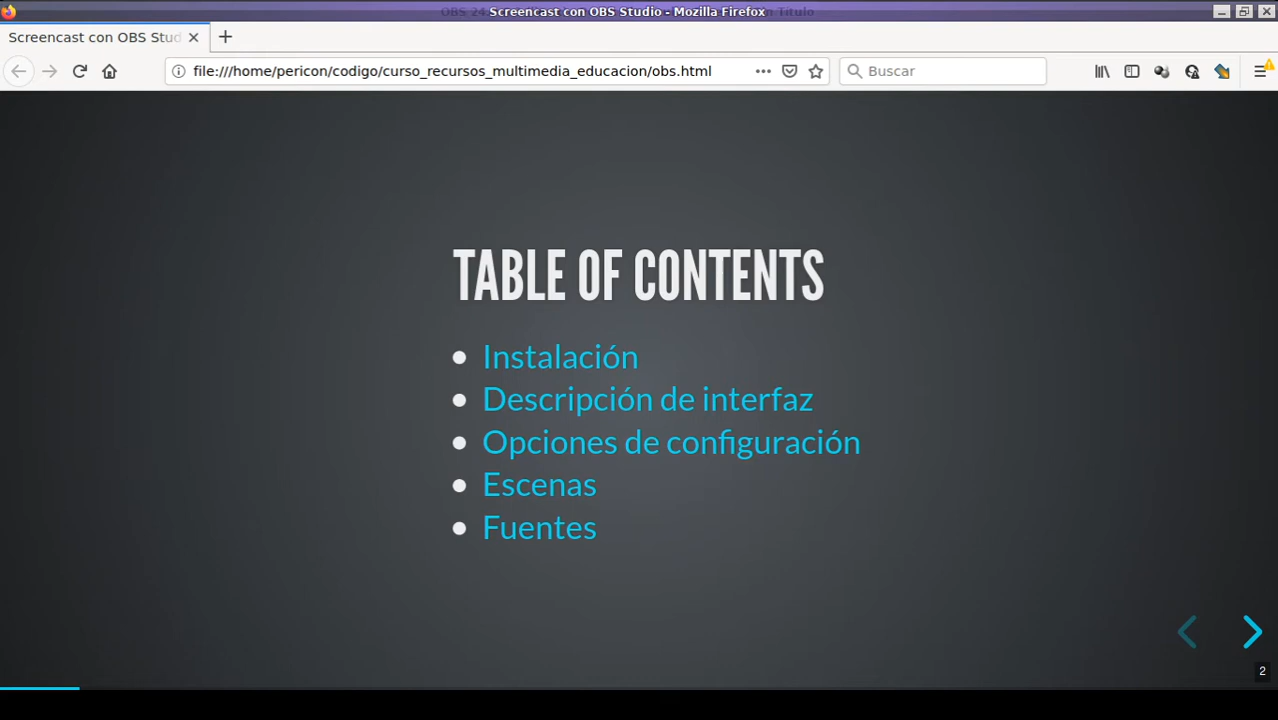 Screencast con OBS Studio - Mozilla Firefox
Screencast con OBS Stud
file:///home/pericon/codigo/curso_recursos_multimedia_educacion/obs.html
Buscar
TABLE OF CONTENTS
Instalación
Descripción de interfaz
Opciones de configuración
Escenas
Fuentes
2